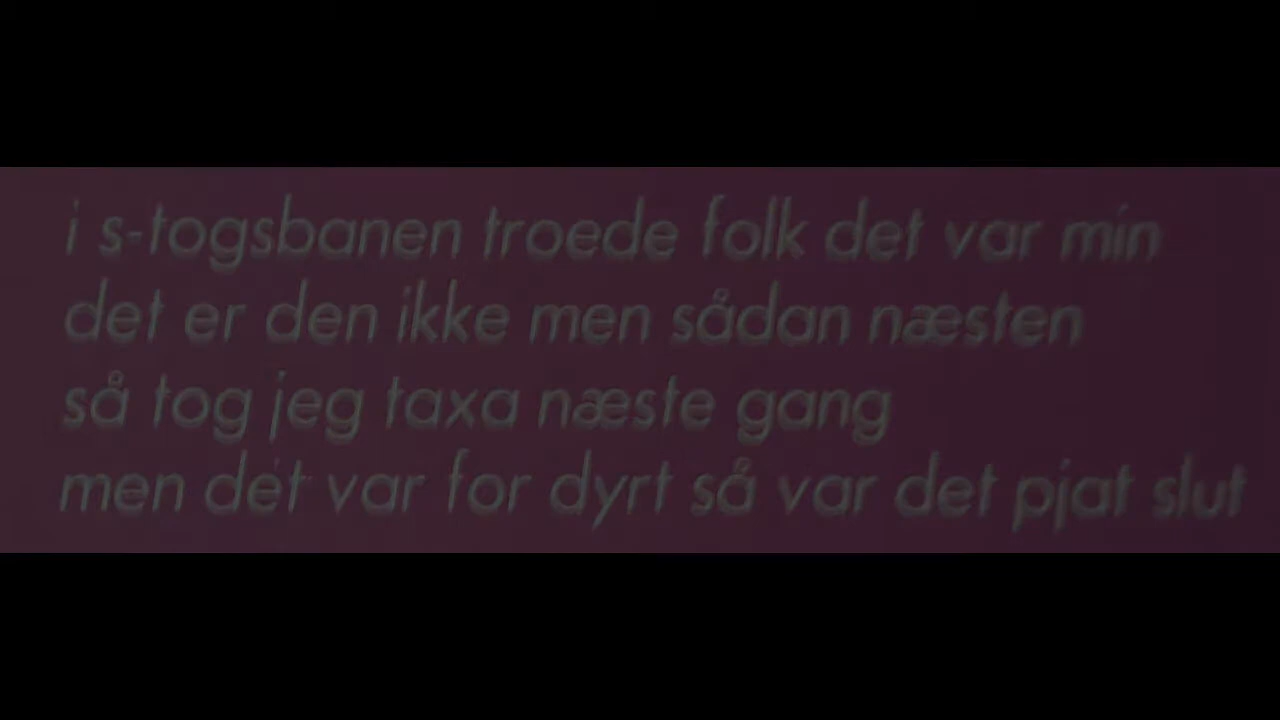 i s-togsbanen troede folk det var min
det er den ikke men sådan næsten
så tog jeg taxa næste gang
men det var for dyrt så var det pjat slut